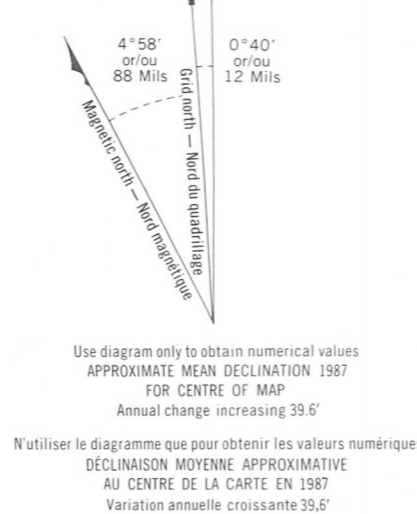 4°58′
or/ou
88 Mils
0°40′
or/ou
12 Mils
Magnetic north — Nord magnétique
Grid north — Nord du quadrillage
Use diagram only to obtain numerical values
APPROXIMATE MEAN DECLINATION 1987
FOR CENTRE OF MAP
Annual change increasing 39.6′
N'utiliser le diagramme que pour obtenir les valeurs numérique
DÉCLINAISON MOYENNE APPROXIMATIVE
AU CENTRE DE LA CARTE EN 1987
Variation annuelle croissante 39,6′